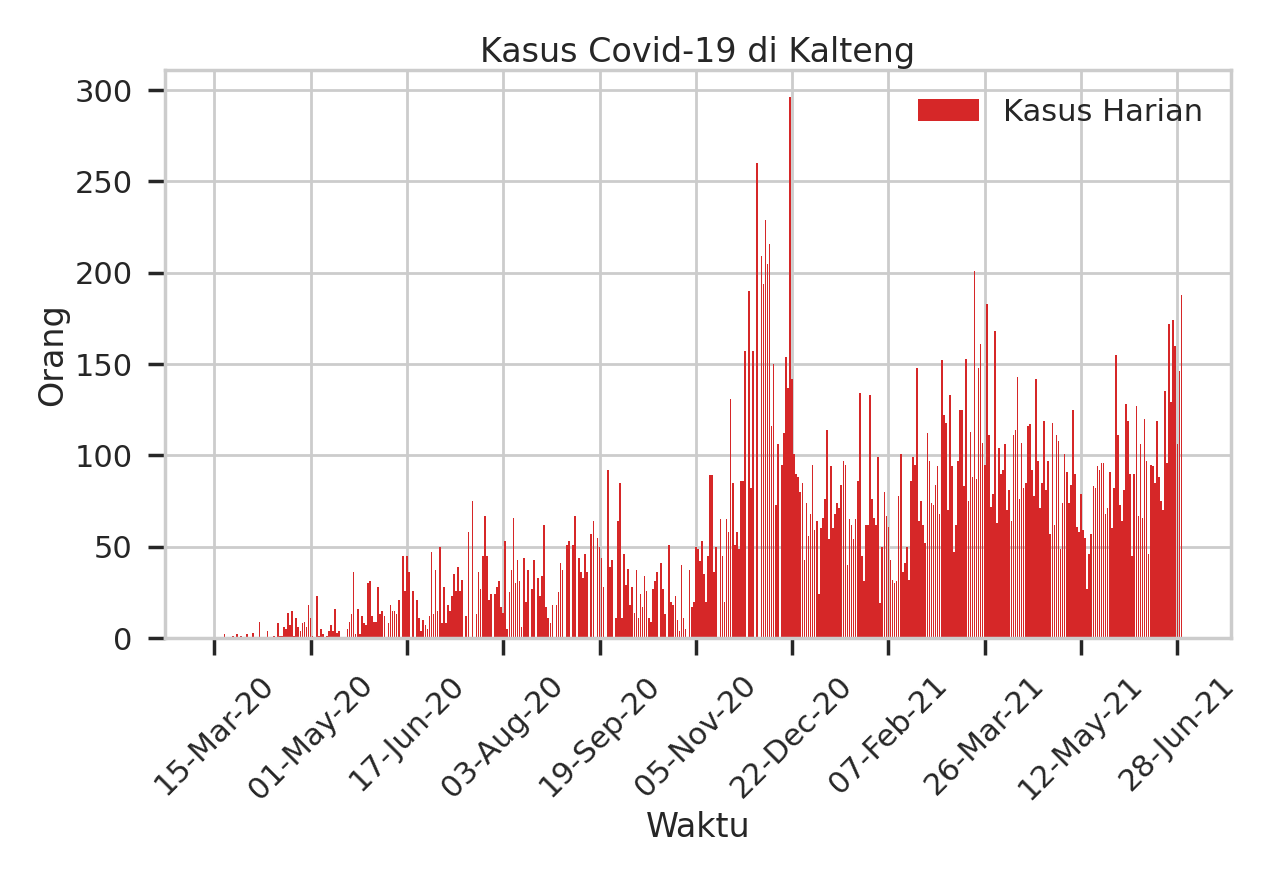 Kasus Covid-19 di Kalteng
Kasus Harian
300
250
200
150
100
50
0
Orang
15-Mar-20
01-May-20
17-Jun-20
03-Aug-20
19-Sep-20
05-Nov-20
22-Dec-20
07-Feb-21
26-Mar-21
12-May-21
28-Jun-21
Waktu